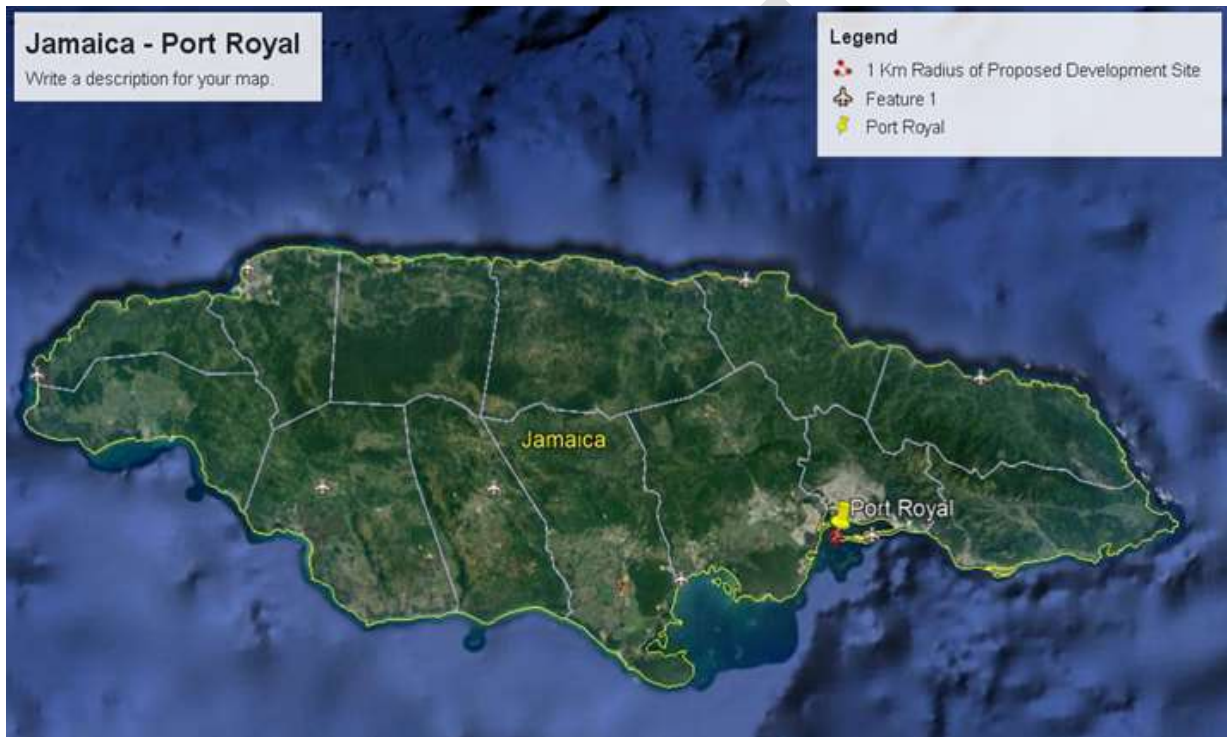 Jamaica - Port Royal
Write a description for your map.
Legend
1 Km Radius of Proposed Development Site
Feature 1
Port Royal
Jamaica
Port Royal